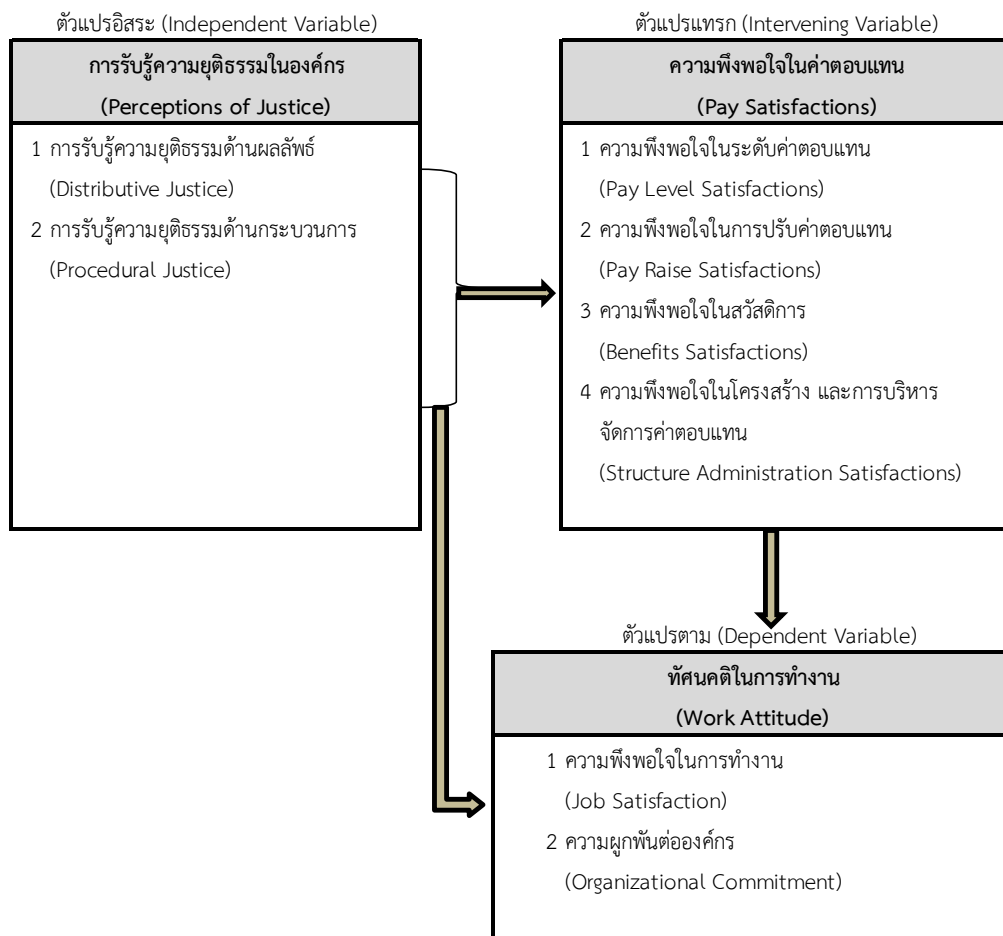 ตัวแปรอิสระ (Independent Variable)
การรับรู้ความยุติธรรมในองค์กร
(Perceptions of Justice)
1 การรับรู้ความยุติธรรมด้านผลลัพธ์
(Distributive Justice)
2 การรับรู้ความยุติธรรมด้านกระบวนการ
(Procedural Justice)
ตัวแปรแทรก (Intervening Variable)
ความพึงพอใจในค่าตอบแทน
(Pay Satisfactions)
1 ความพึงพอใจในระดับค่าตอบแทน
(Pay Level Satisfactions)
2 ความพึงพอใจในการปรับค่าตอบแทน
(Pay Raise Satisfactions)
3 ความพึงพอใจในสวัสดิการ
(Benefits Satisfactions)
4 ความพึงพอใจในโครงสร้าง และการบริหาร
จัดการค่าตอบแทน
(Structure Administration Satisfactions)
ตัวแปรตาม (Dependent Variable)
ทัศนคติในการทำงาน
(Work Attitude)
1 ความพึงพอใจในการทำงาน
(Job Satisfaction)
2 ความผูกพันต่อองค์กร
(Organizational Commitment)